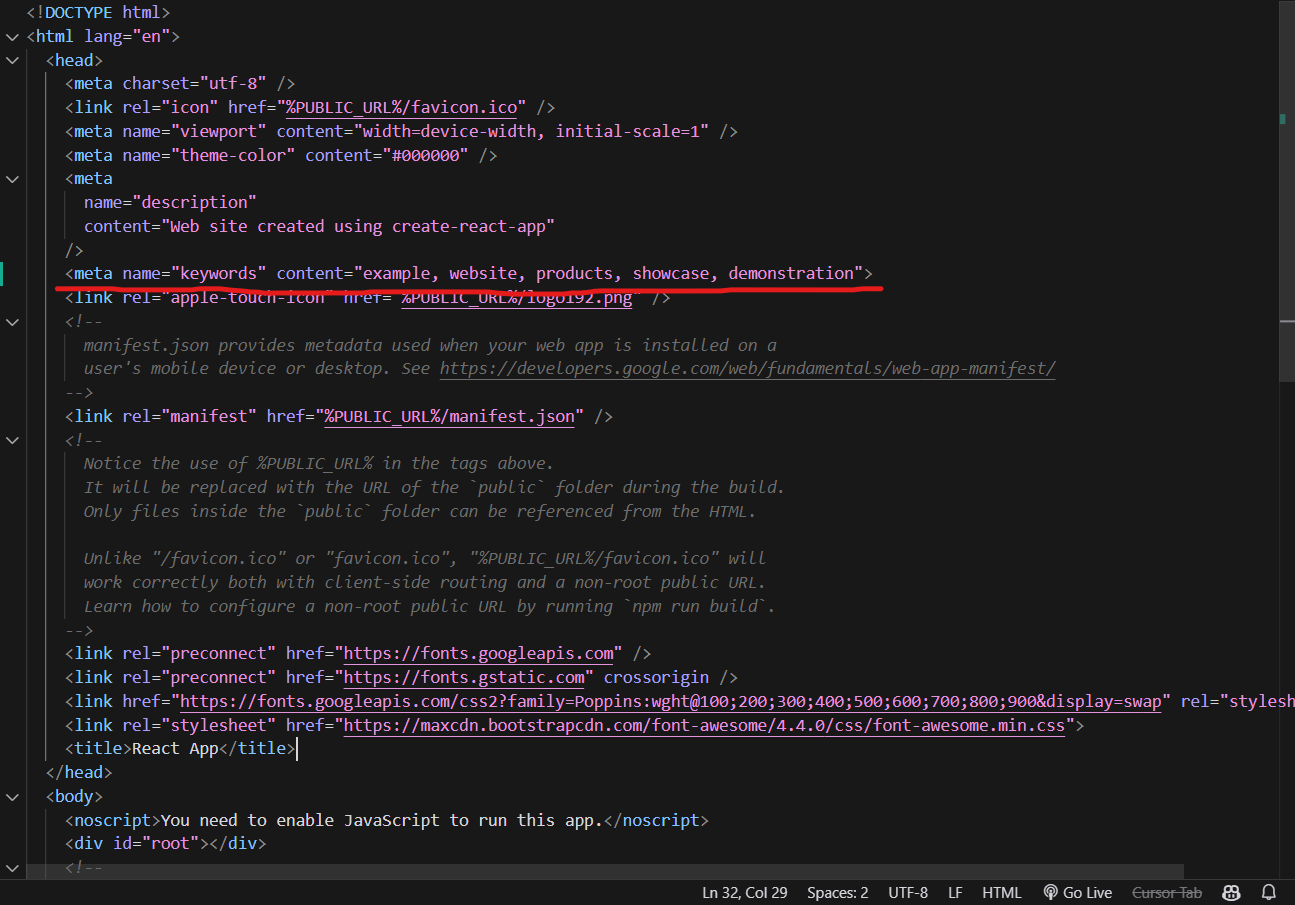 <!DOCTYPE html>
<html lang="en">
<head>
<meta charset="utf-8" />
<link rel="icon" href="%PUBLIC_URL%/favicon.ico" />
<meta name="viewport" content="width=device-width, initial-scale=1" />
<meta name="theme-color" content="#000000" />
<meta
name="description"
content="Web site created using create-react-app"
/>
<meta name="keywords" content="example, website, products, showcase, demonstration">
<link rel="apple-touch-icon" href="%PUBLIC_URL%/logo192.png" />
<!--
manifest.json provides metadata used when your web app is installed on a
user's mobile device or desktop. See https://developers.google.com/web/fundamentals/web-app-manifest/
-->
<link rel="manifest" href="%PUBLIC_URL%/manifest.json" />
<!--
Notice the use of %PUBLIC_URL% in the tags above.
It will be replaced with the URL of the `public` folder during the build.
Only files inside the `public` folder can be referenced from the HTML.
Unlike "/favicon.ico" or "favicon.ico", "%PUBLIC_URL%/favicon.ico" will
work correctly both with client-side routing and a non-root public URL.
Learn how to configure a non-root public URL by running `npm run build`.
-->
<link rel="preconnect" href="https://fonts.googleapis.com" />
<link rel="preconnect" href="https://fonts.gstatic.com" crossorigin />
<link href="https://fonts.googleapis.com/css2?family=Poppins:wght@100;200;300;400;500;600;700;800;900&display=swap" rel="stylesh
<link rel="stylesheet" href="https://maxcdn.bootstrapcdn.com/font-awesome/4.4.0/css/font-awesome.min.css">
<title>React App</title>
</head>
<body>
<noscript>You need to enable JavaScript to run this app.</noscript>
<div id="root"></div>
<!--
Ln 32, Col 29 Spaces: 2 UTF-8 LF HTML Go Live Cursor Tab